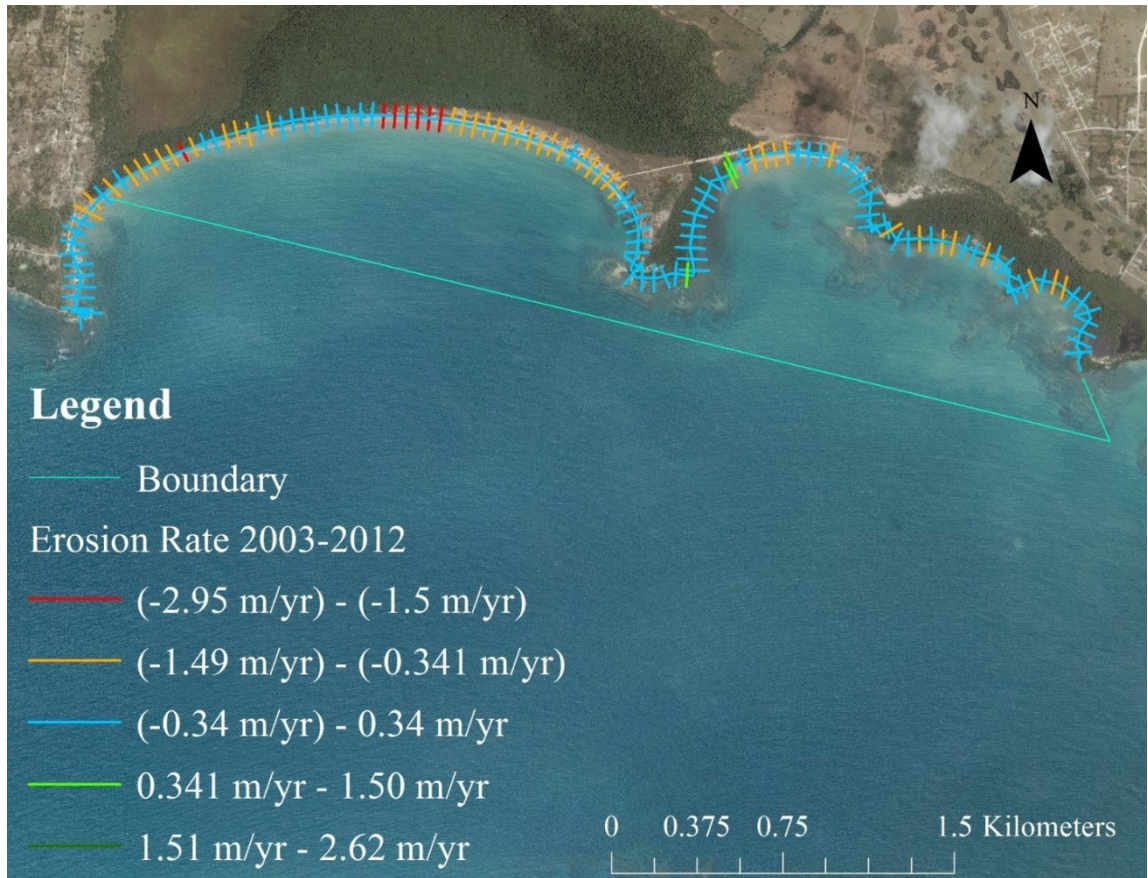 N
Legend
Boundary
Erosion Rate 2003-2012
(-2.95 m/yr) - (-1.5 m/yr)
(-1.49 m/yr) - (-0.341 m/yr)
(-0.34 m/yr) - 0.34 m/yr
0.341 m/yr - 1.50 m/yr
1.51 m/yr - 2.62 m/yr
0 0.375 0.75 1.5 Kilometers